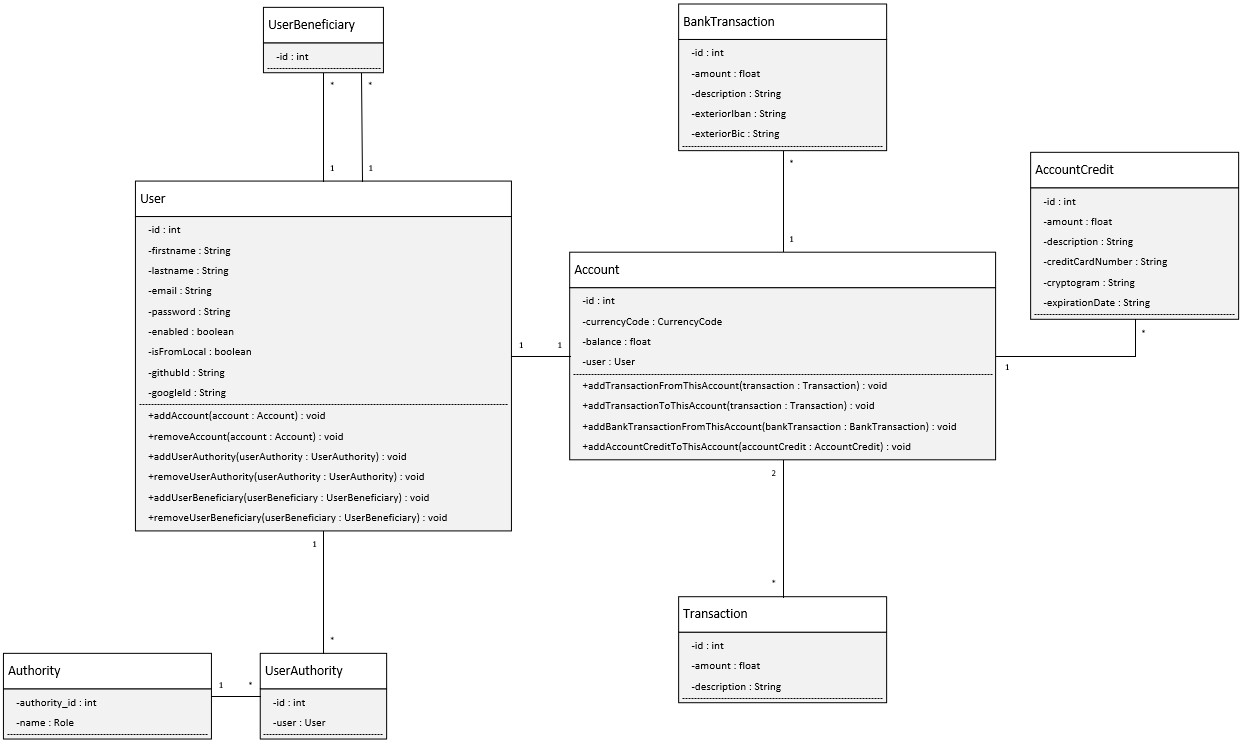 UserBeneficiary
-id : int
*
*
1
1
BankTransaction
-id : int
-amount : float
-description : String
-exteriorIban : String
-exteriorBic : String
*
1
AccountCredit
-id : int
-amount : float
-description : String
-creditCardNumber : String
-cryptogram : String
-expirationDate : String
*
1
User
-id : int
-firstname : String
-lastname : String
-email : String
-password : String
-enabled : boolean
-isFromLocal : boolean
-githubId : String
-googleId : String
+addAccount(account : Account) : void
+removeAccount(account : Account) : void
+addUserAuthority(userAuthority : UserAuthority) : void
+removeUserAuthority(userAuthority : UserAuthority) : void
+addUserBeneficiary(userBeneficiary : UserBeneficiary) : void
+removeUserBeneficiary(userBeneficiary : UserBeneficiary) : void
1
1
Account
-id : int
-currencyCode : CurrencyCode
-balance : float
-user : User
+addTransactionFromThisAccount(transaction : Transaction) : void
+addTransactionToThisAccount(transaction : Transaction) : void
+addBankTransactionFromThisAccount(bankTransaction : BankTransaction) : void
+addAccountCreditToThisAccount(accountCredit : AccountCredit) : void
2
*
Transaction
-id : int
-amount : float
-description : String
1
*
Authority
-authority_id : int
-name : Role
1
*
UserAuthority
-id : int
-user : User